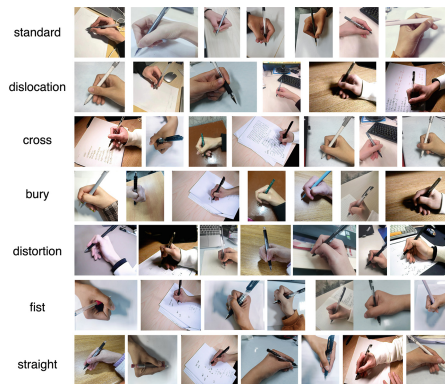 standard
dislocation
cross
bury
distortion
fist
straight